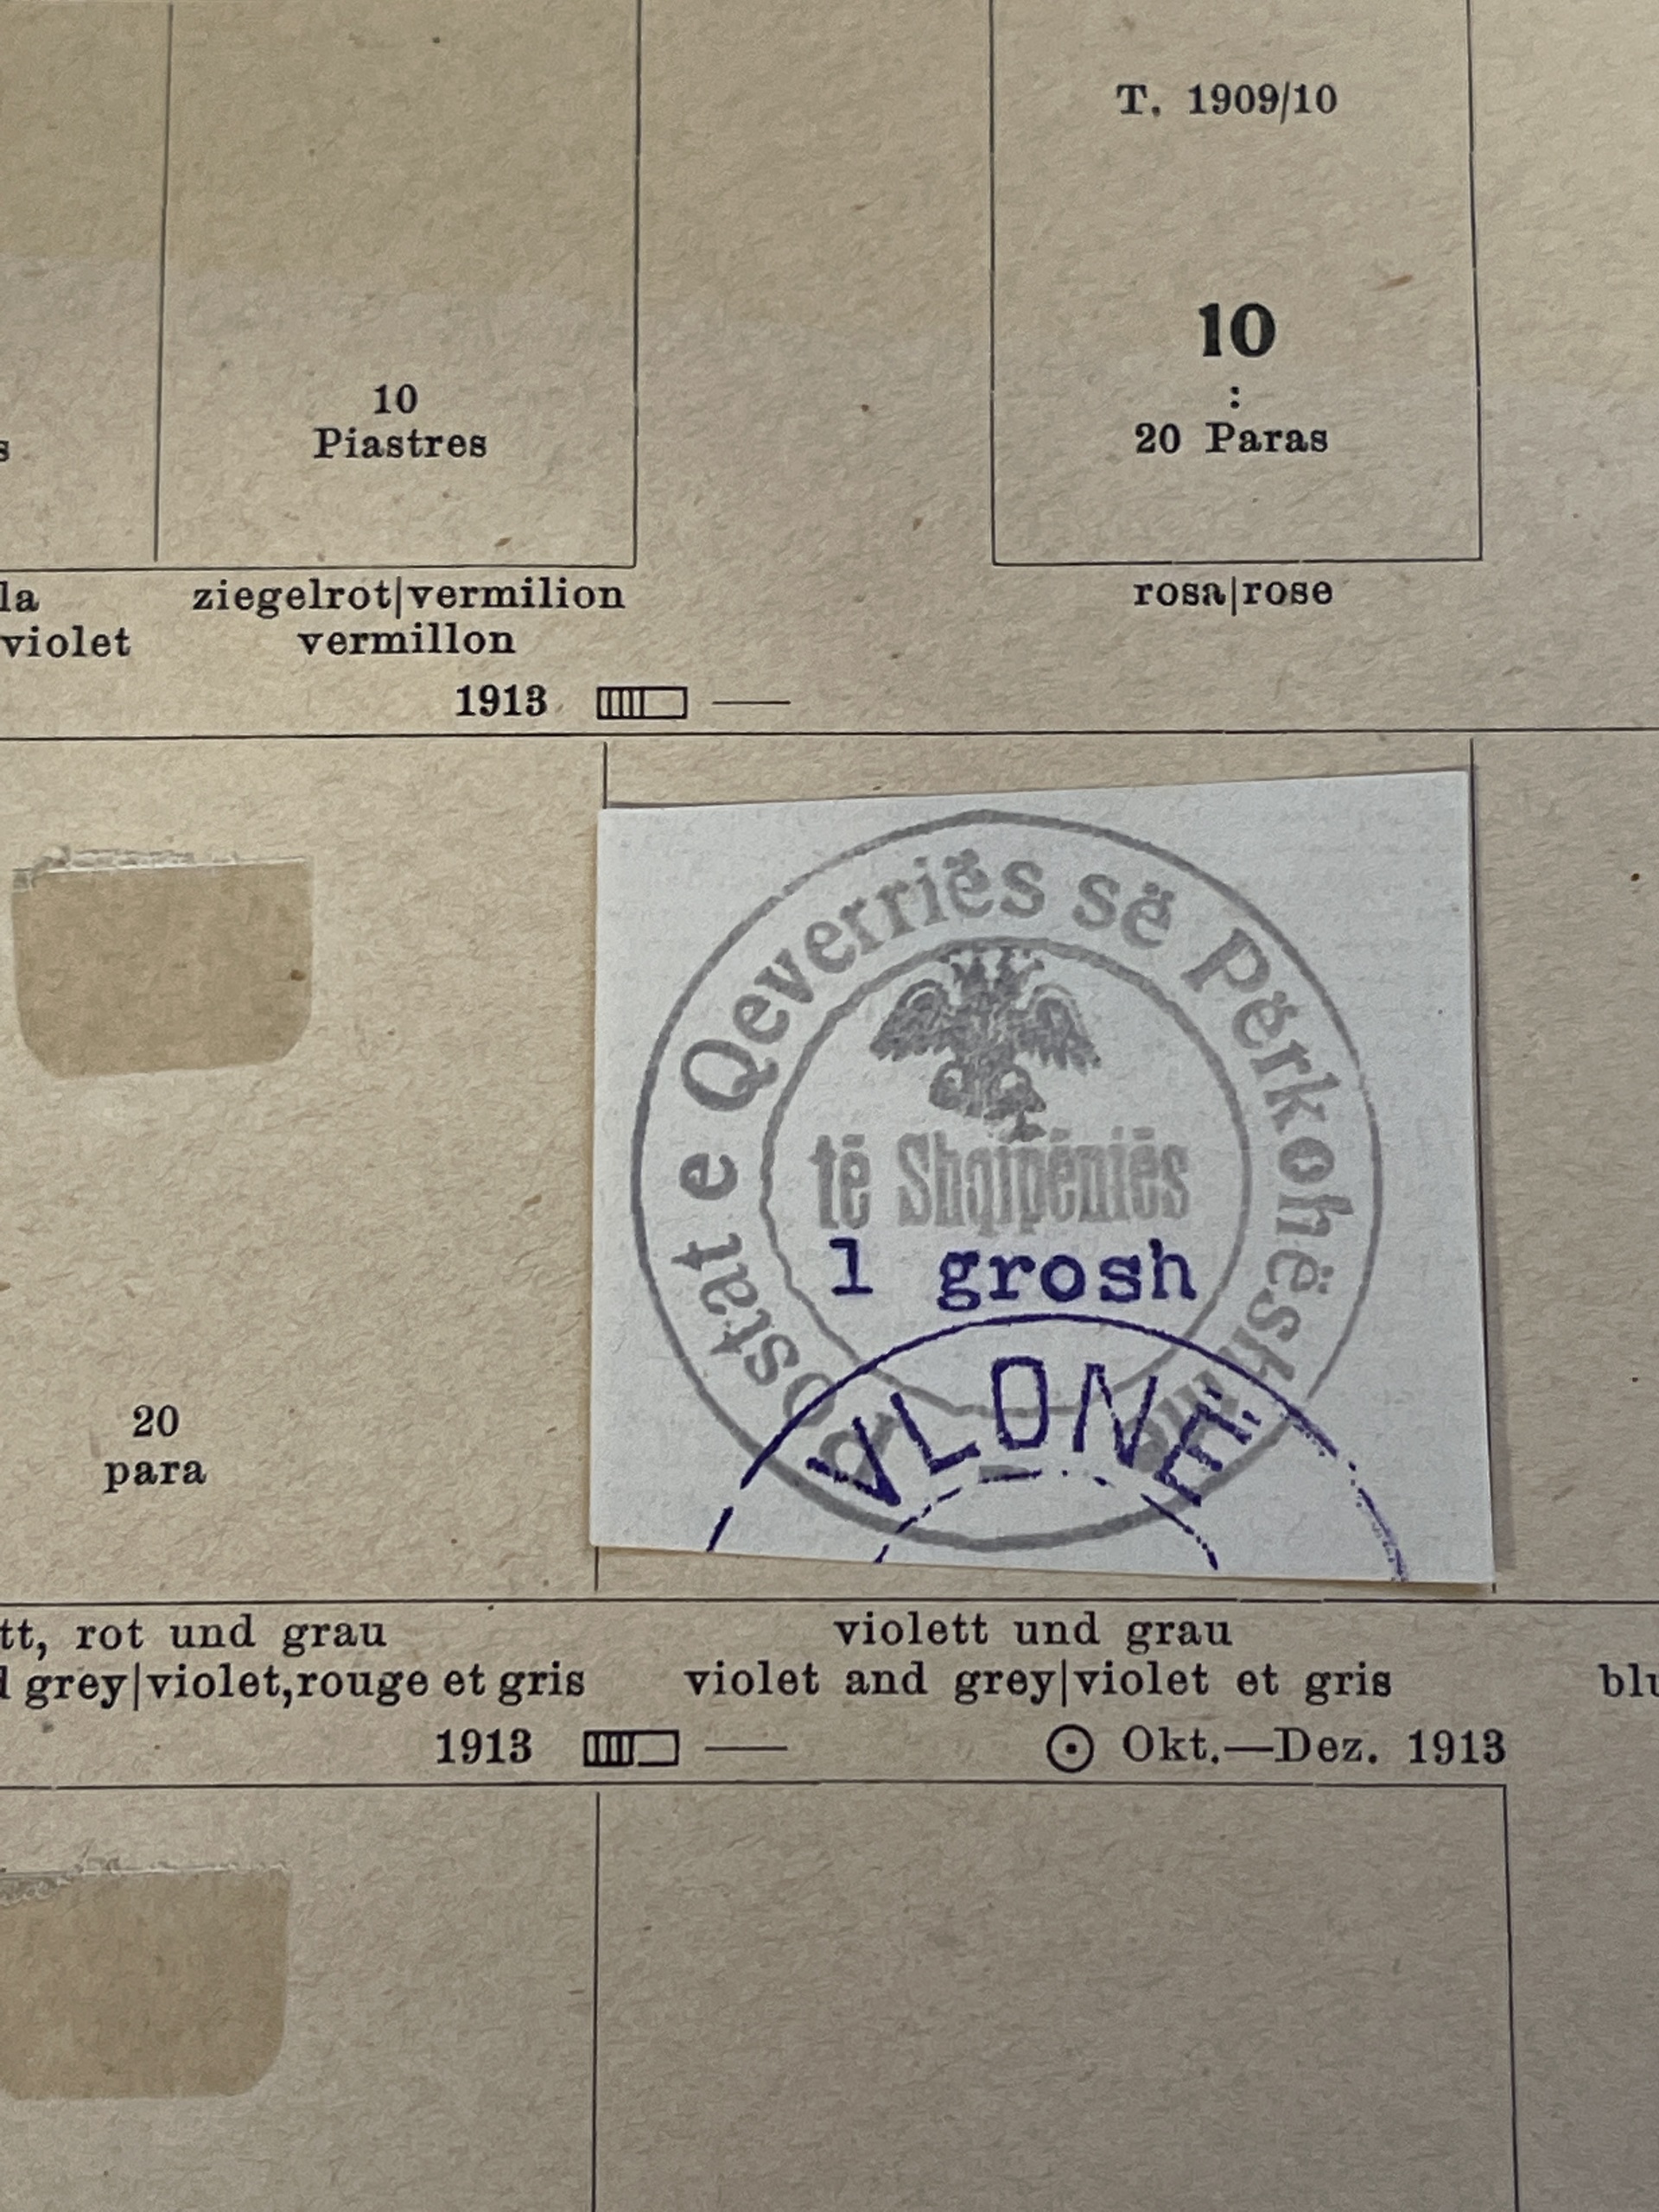 T. 1909/10
10
:
20 Paras
10
Piastres
s
la
violet
ziegelrot|vermilion
vermillon
rosa|rose
1913 —
Postat e Qeverriës së Përkohëshme
të Shqipëniës
1 grosh
VLONË
20
para
tt, rot und grau
d grey|violet,rouge et gris
violett und grau
violet and grey|violet et gris
blu
1913 —
Okt.—Dez. 1913